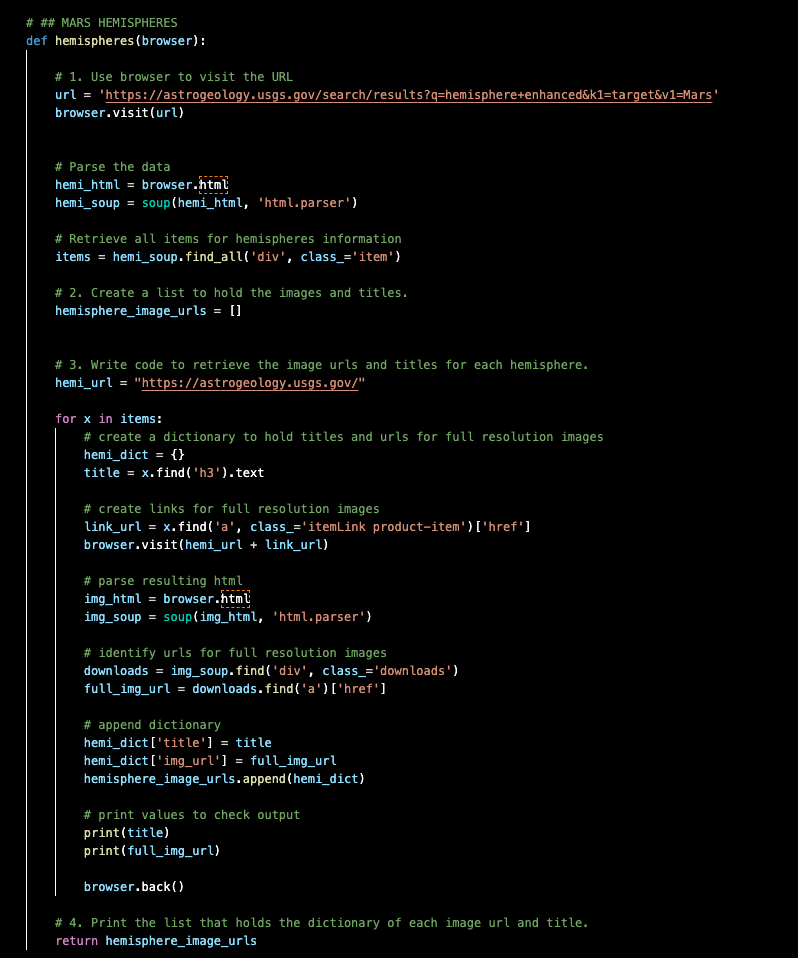 # ## MARS HEMISPHERES
def hemispheres(browser):
# 1. Use browser to visit the URL
url = 'https://astrogeology.usgs.gov/search/results?q=hemisphere+enhanced&k1=target&v1=Mars'
browser.visit(url)
# Parse the data
hemi_html = browser.html
hemi_soup = soup(hemi_html, 'html.parser')
# Retrieve all items for hemispheres information
items = hemi_soup.find_all('div', class_='item')
# 2. Create a list to hold the images and titles.
hemisphere_image_urls = []
# 3. Write code to retrieve the image urls and titles for each hemisphere.
hemi_url = "https://astrogeology.usgs.gov/"
for x in items:
# create a dictionary to hold titles and urls for full resolution images
hemi_dict = {}
title = x.find('h3').text
# create links for full resolution images
link_url = x.find('a', class_='itemLink product-item')['href']
browser.visit(hemi_url + link_url)
# parse resulting html
img_html = browser.html
img_soup = soup(img_html, 'html.parser')
# identify urls for full resolution images
downloads = img_soup.find('div', class_='downloads')
full_img_url = downloads.find('a')['href']
# append dictionary
hemi_dict['title'] = title
hemi_dict['img_url'] = full_img_url
hemisphere_image_urls.append(hemi_dict)
# print values to check output
print(title)
print(full_img_url)
browser.back()
# 4. Print the list that holds the dictionary of each image url and title.
return hemisphere_image_urls